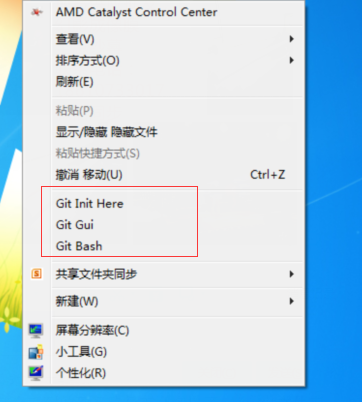 AMD Catalyst Control Center
查看(V)
排序方式(O)
刷新(E)
粘贴(P)
显示/隐藏 隐藏文件
粘贴快捷方式(S)
撤消 移动(U) Ctrl+Z
Git Init Here
Git Gui
Git Bash
共享文件夹同步
新建(W)
屏幕分辨率(C)
小工具(G)
个性化(R)